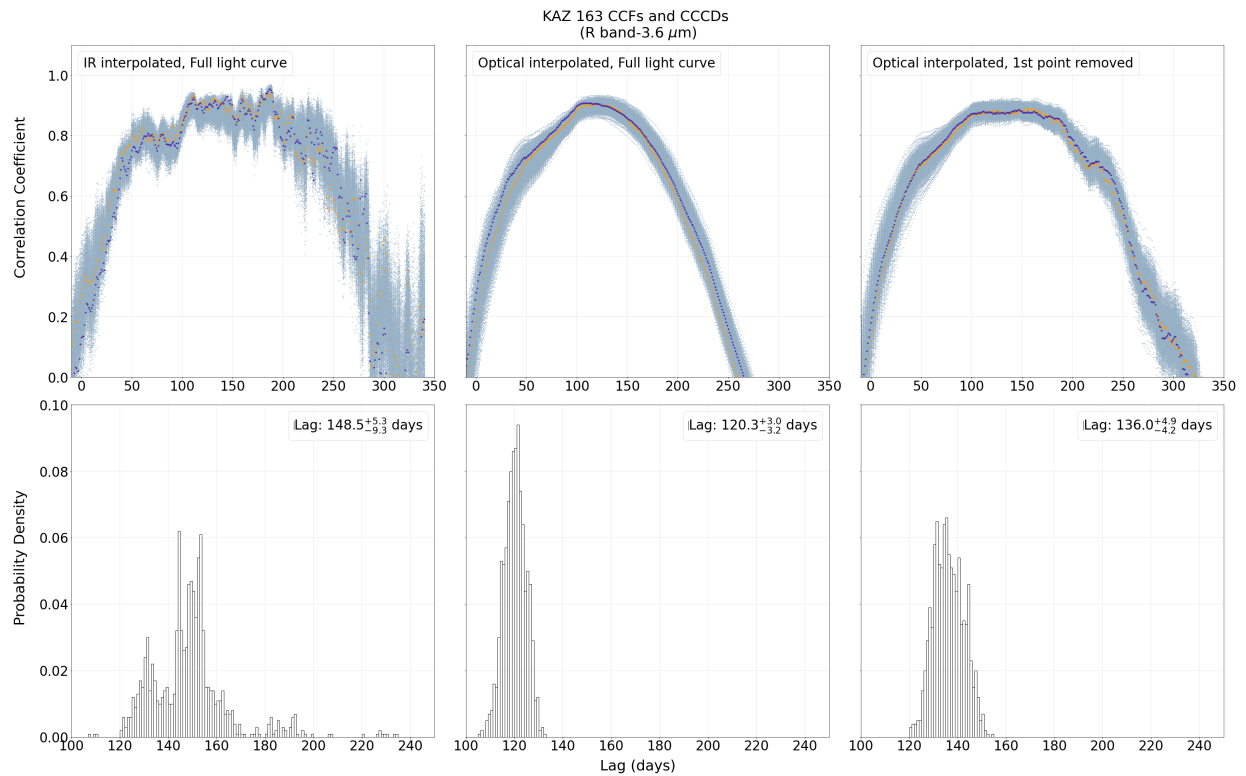 KAZ 163 CCFs and CCCDs
(R band-3.6 μm)
IR interpolated, Full light curve
Optical interpolated, Full light curve
Optical interpolated, 1st point removed
Correlation Coefficient
1.0
0.8
0.6
0.4
0.2
0.0
0 50 100 150 200 250 300 350
0 50 100 150 200 250 300 350
0 50 100 150 200 250 300 350
Lag: 148.5+5.3−9.3 days
Lag: 120.3+3.0−3.2 days
Lag: 136.0+4.9−4.2 days
Probability Density
0.10
0.08
0.06
0.04
0.02
0.00
100 120 140 160 180 200 220 240
100 120 140 160 180 200 220 240
100 120 140 160 180 200 220 240
Lag (days)